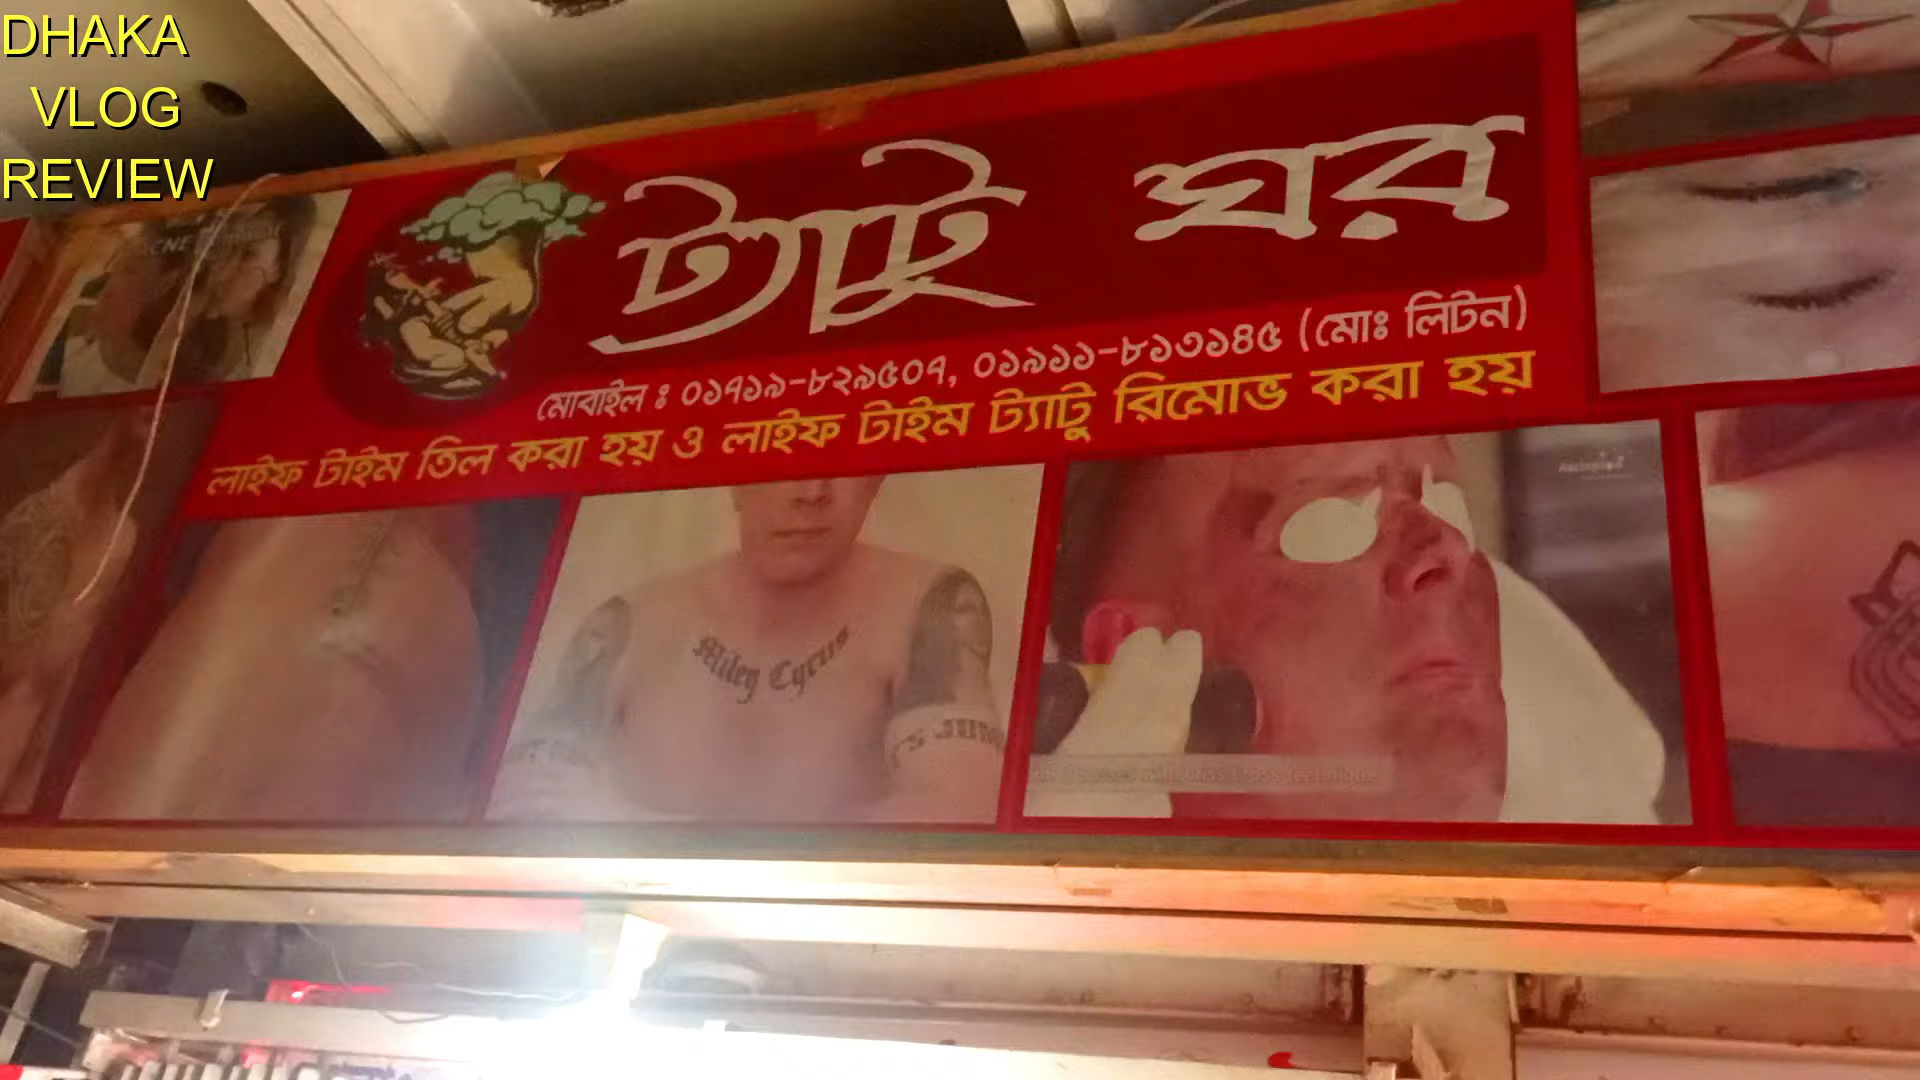 DHAKA
VLOG
REVIEW
ট্যাটু ঘর
মোবাইল : ০১৭১৯-৮২৯৫০৭, ০১৯১১-৮১৩১৪৫ (মোঃ লিটন)
লাইফ টাইম তিল করা হয় ও লাইফ টাইম ট্যাটু রিমোভ করা হয়
Miley Cyrus